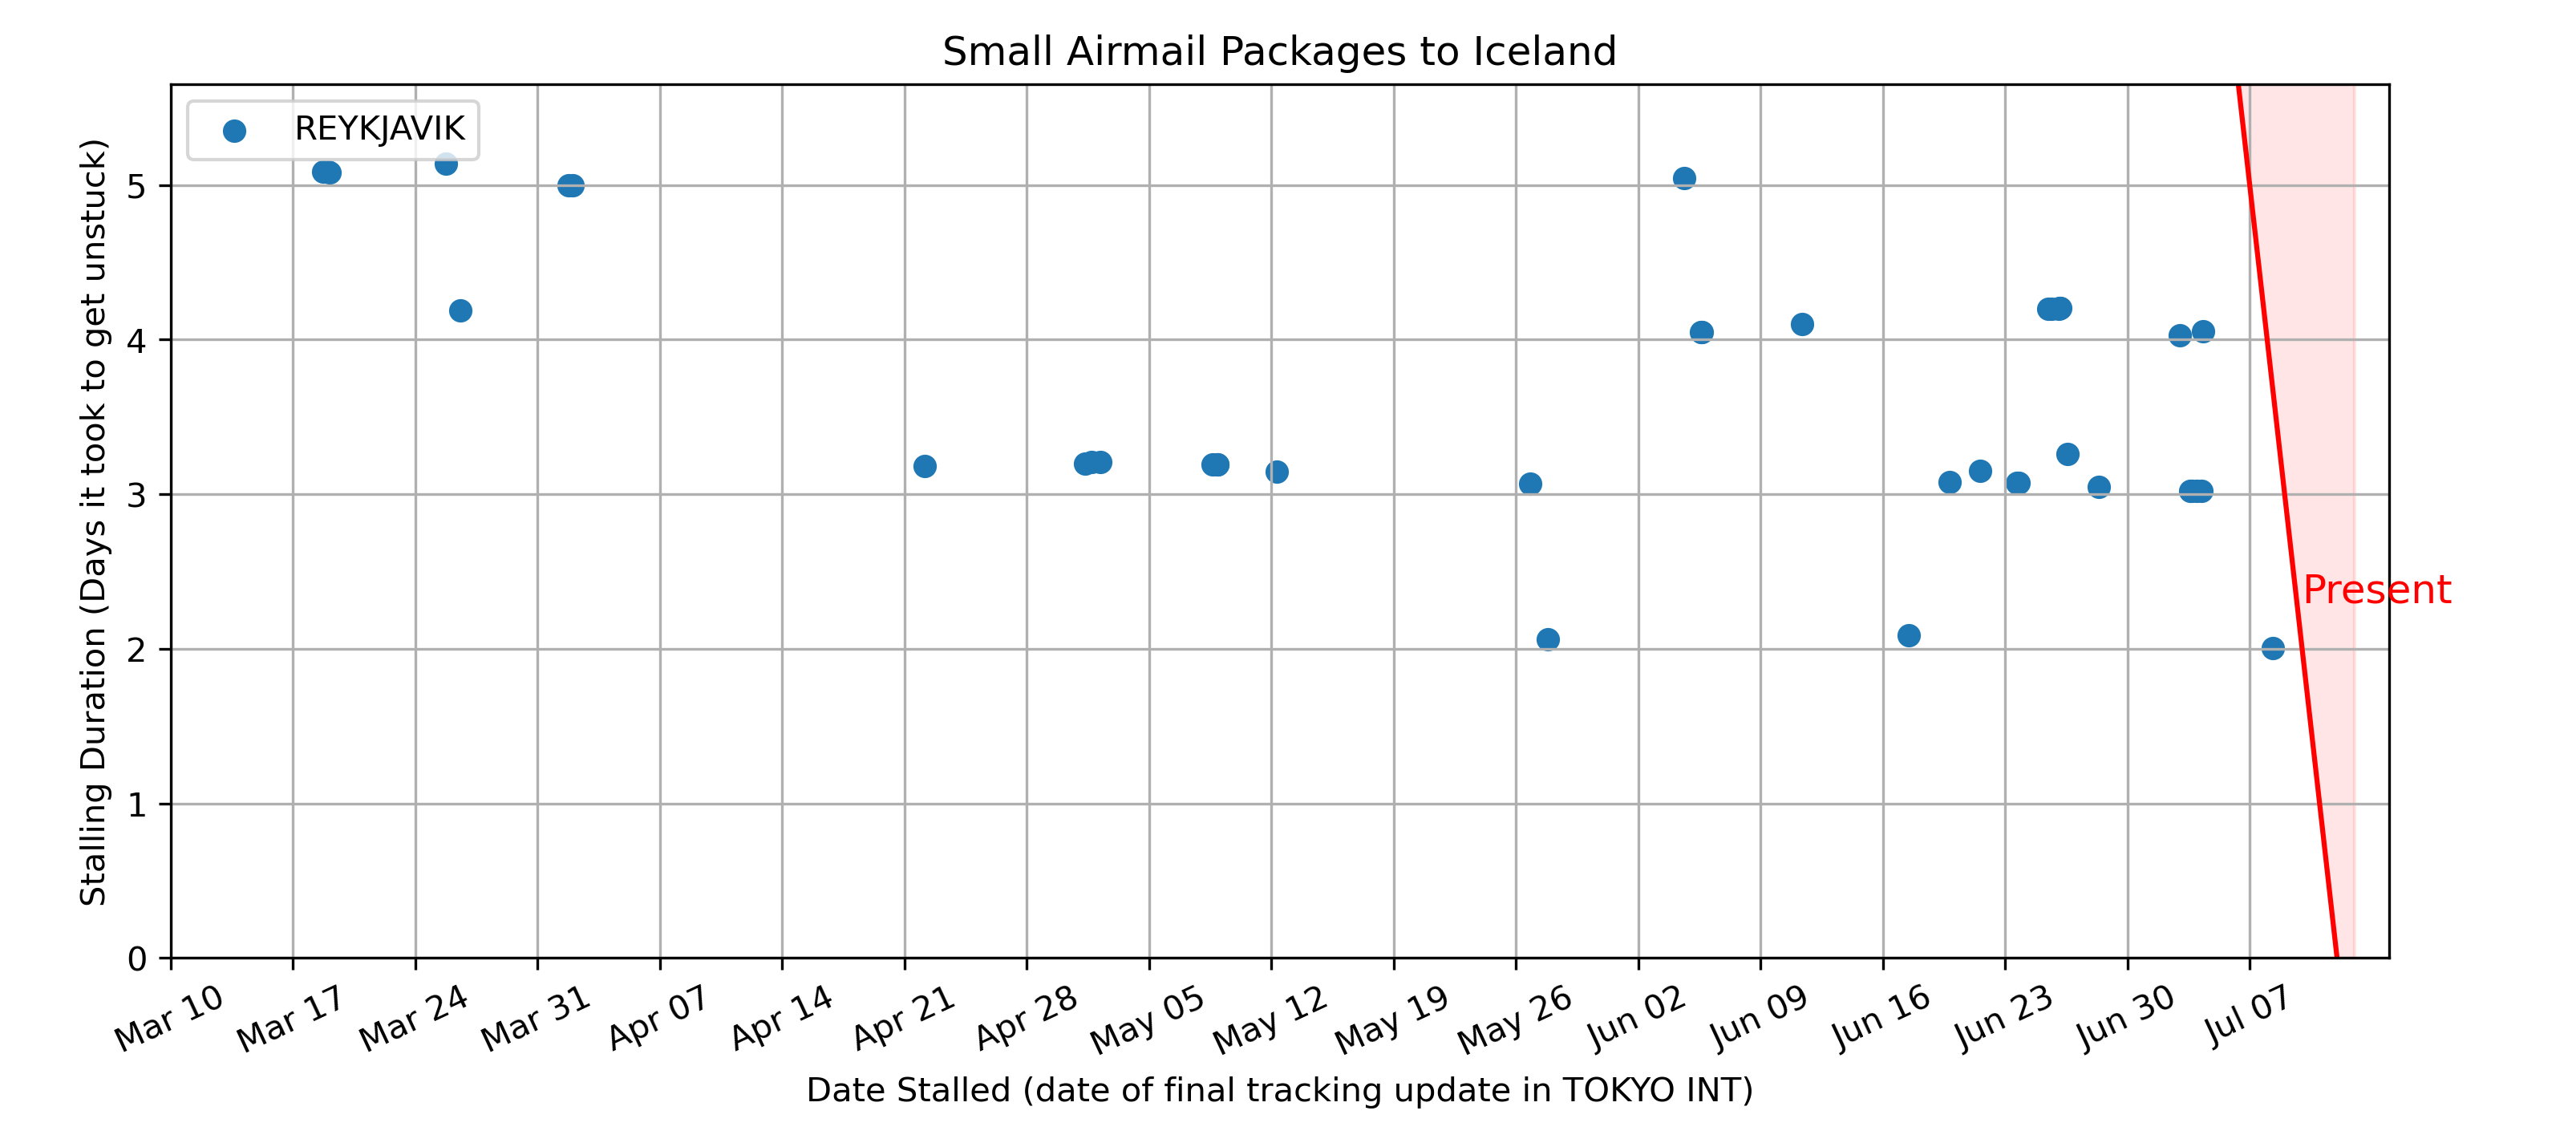 Small Airmail Packages to Iceland
REYKJAVIK
Stalling Duration (Days it took to get unstuck)
5
4
3
2
1
0
Present
Mar 10 Mar 17 Mar 24 Mar 31 Apr 07 Apr 14 Apr 21 Apr 28 May 05 May 12 May 19 May 26 Jun 02 Jun 09 Jun 16 Jun 23 Jun 30 Jul 07
Date Stalled (date of final tracking update in TOKYO INT)